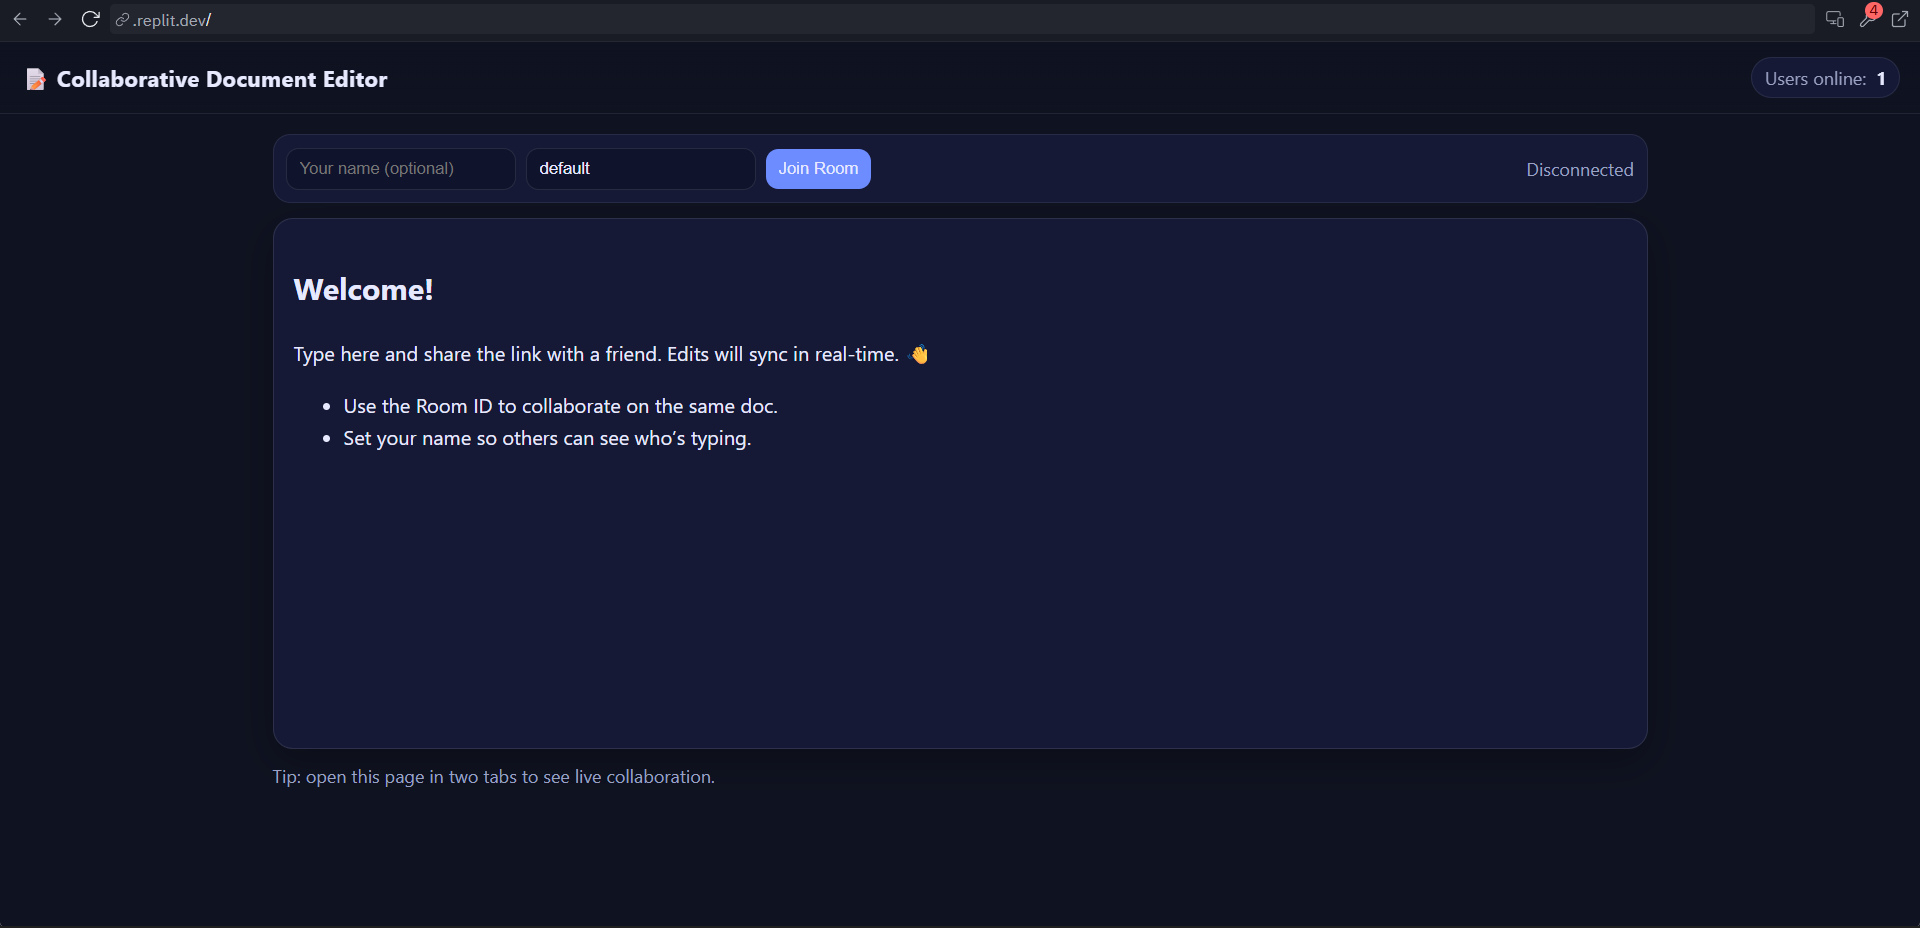 .replit.dev/
4
Collaborative Document Editor
Users online: 1
Your name (optional)
default
Join Room
Disconnected
Welcome!
Type here and share the link with a friend. Edits will sync in real-time. 👋
• Use the Room ID to collaborate on the same doc.
• Set your name so others can see who’s typing.
Tip: open this page in two tabs to see live collaboration.